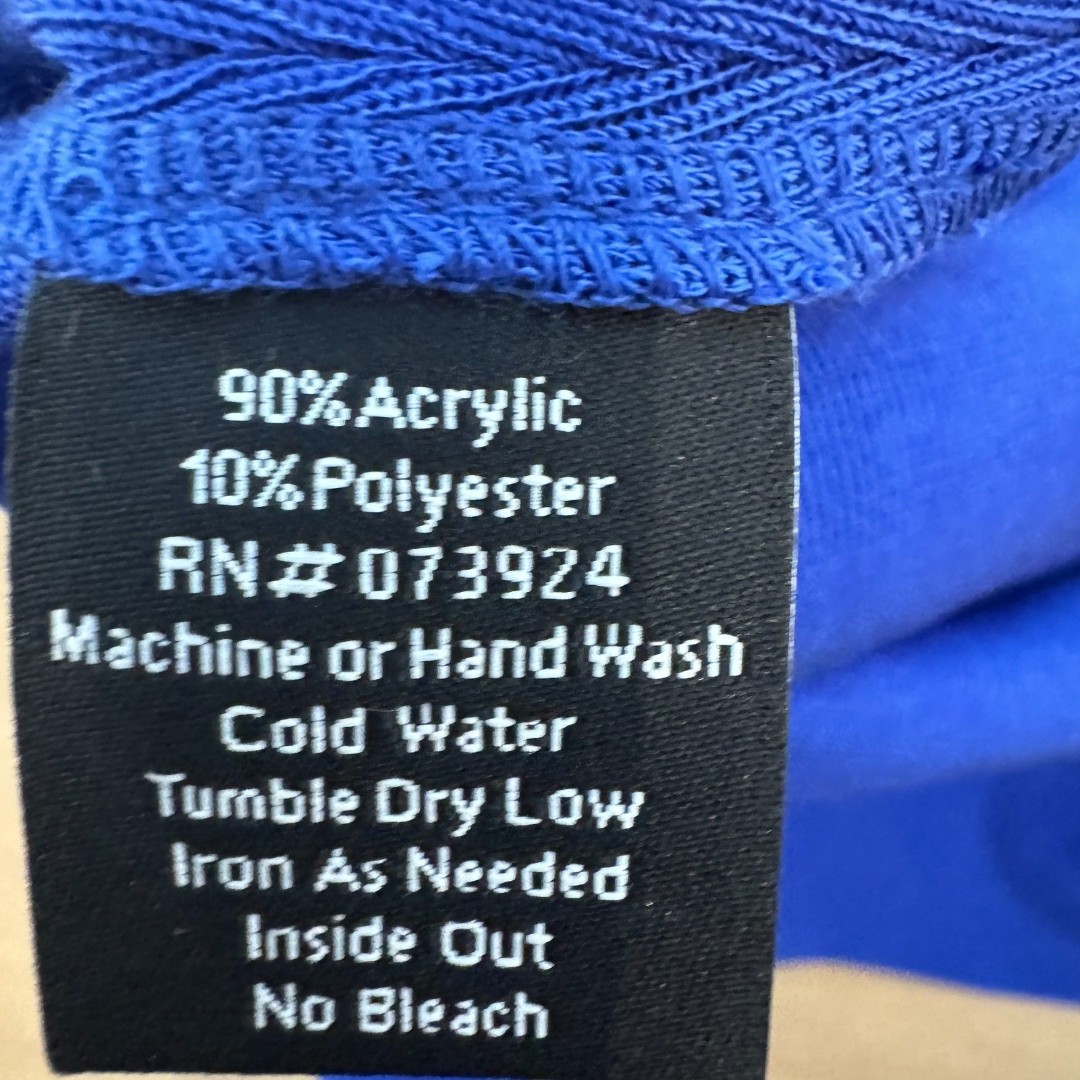 90% Acrylic
10% Polyester
RN# 073924
Machine or Hand Wash
Cold Water
Tumble Dry Low
Iron As Needed
Inside Out
No Bleach